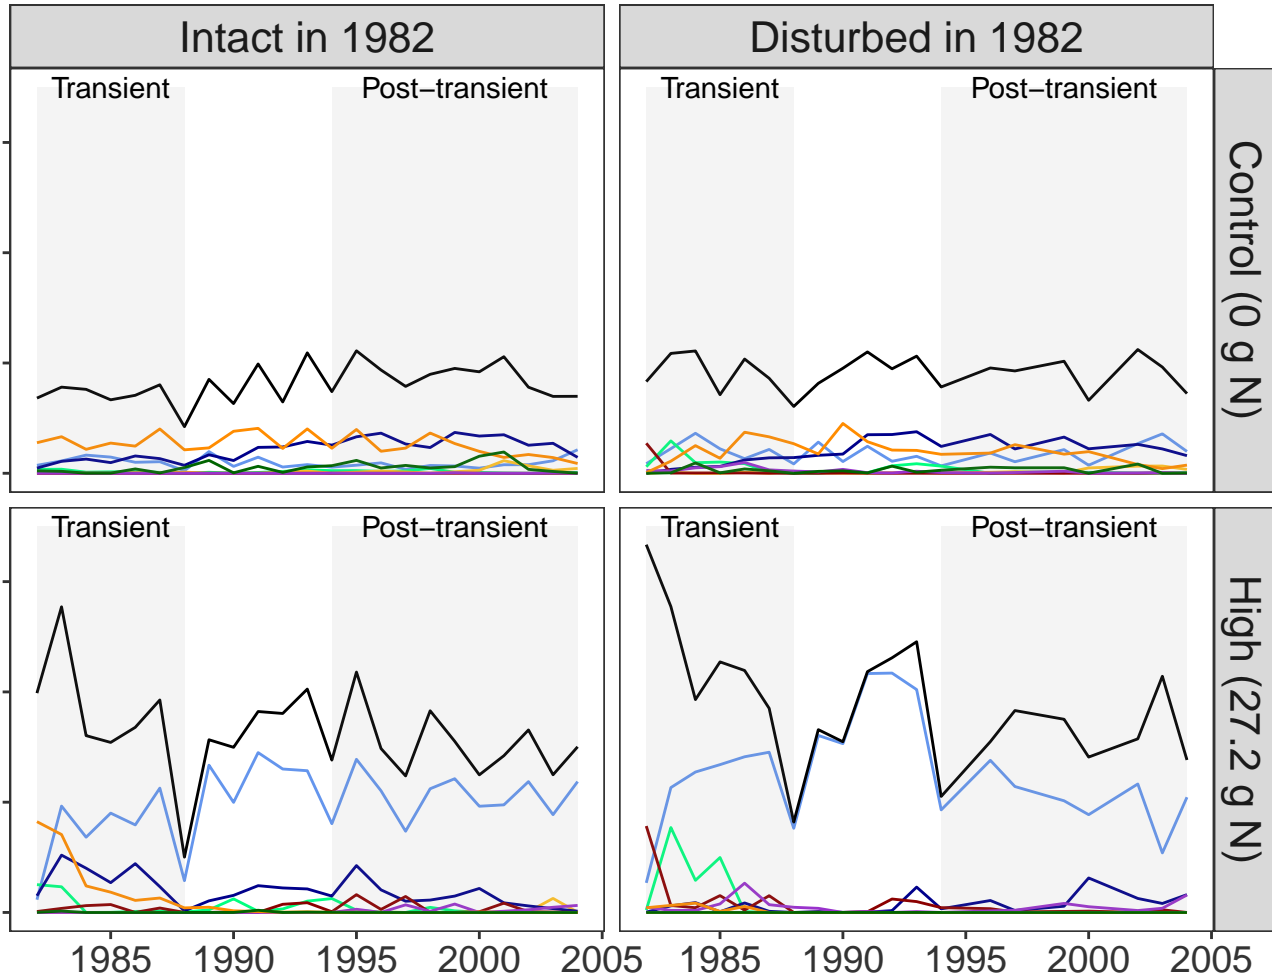 Intact in 1982
Disturbed in 1982
Transient
Post−transient
Transient
Post−transient
Control (0 g N)
Transient
Post−transient
Transient
Post−transient
High (27.2 g N)
1985 1990 1995 2000 2005
1985 1990 1995 2000 2005